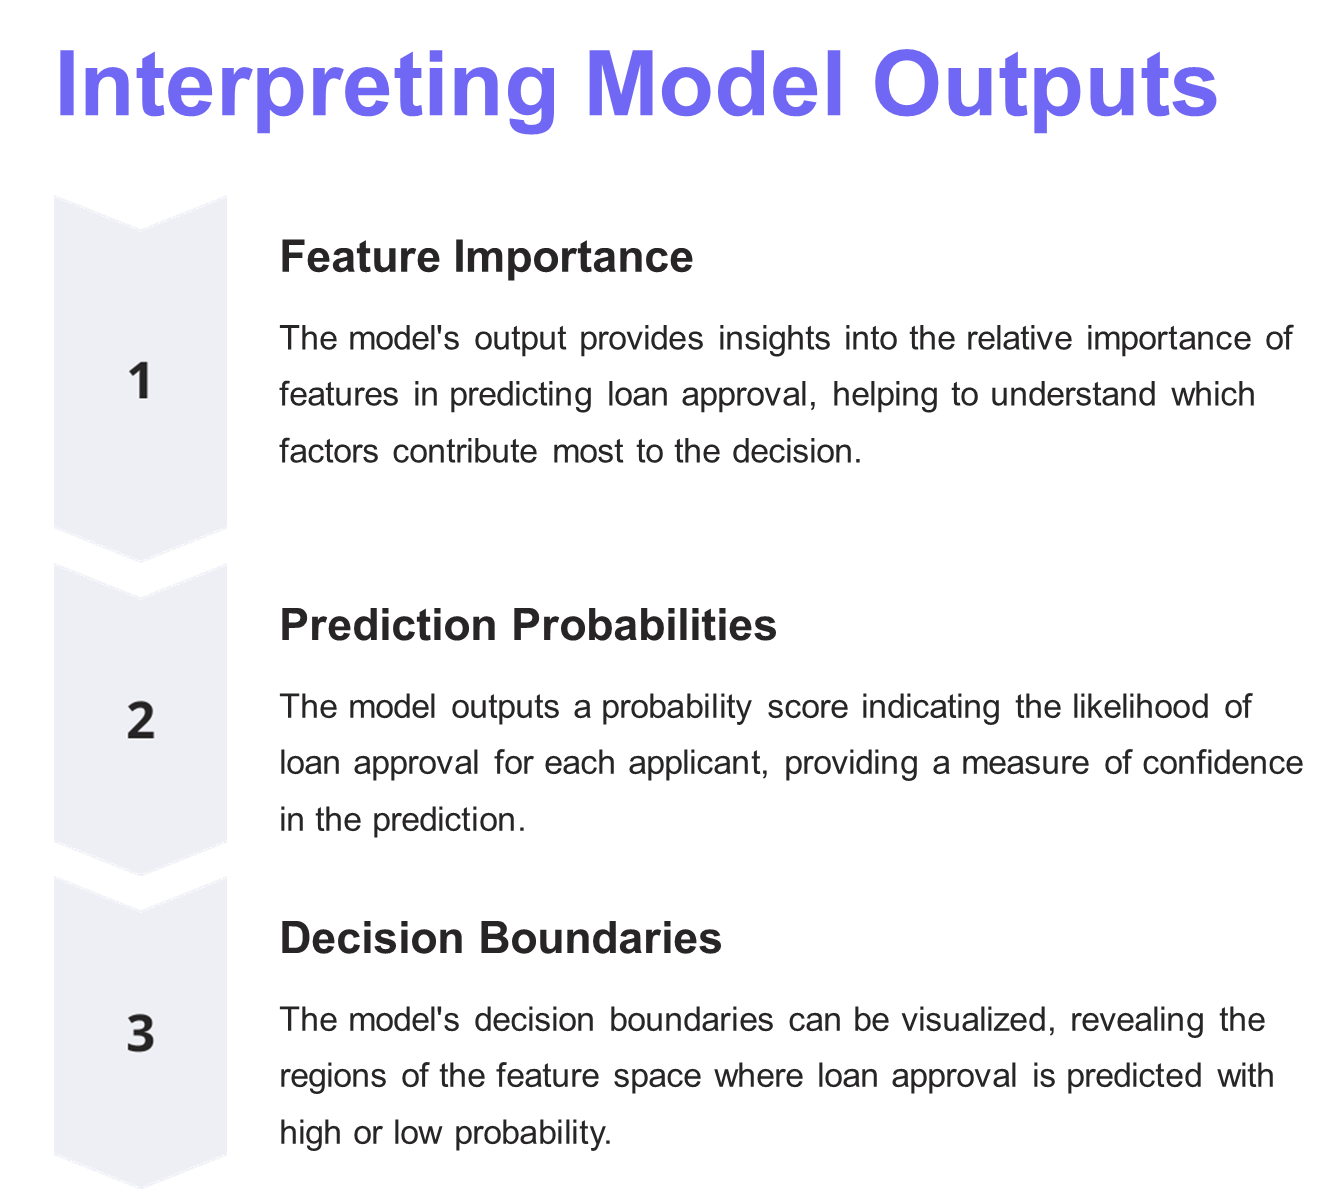 Interpreting Model Outputs
1
Feature Importance
The model's output provides insights into the relative importance of
features in predicting loan approval, helping to understand which
factors contribute most to the decision.
2
Prediction Probabilities
The model outputs a probability score indicating the likelihood of
loan approval for each applicant, providing a measure of confidence
in the prediction.
3
Decision Boundaries
The model's decision boundaries can be visualized, revealing the
regions of the feature space where loan approval is predicted with
high or low probability.